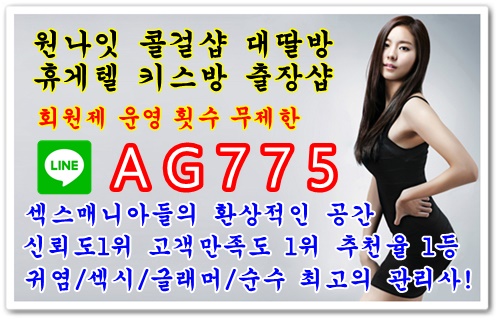 원나잇 콜걸샵 대딸방
휴게텔 키스방 출장샵
회원제 운영 횟수 무제한
LINE
AG775
섹스매니아들의 환상적인 공간
신뢰도1위 고객만족도 1위 추천율 1등
귀염/섹시/글래머/순수 최고의 관리사!